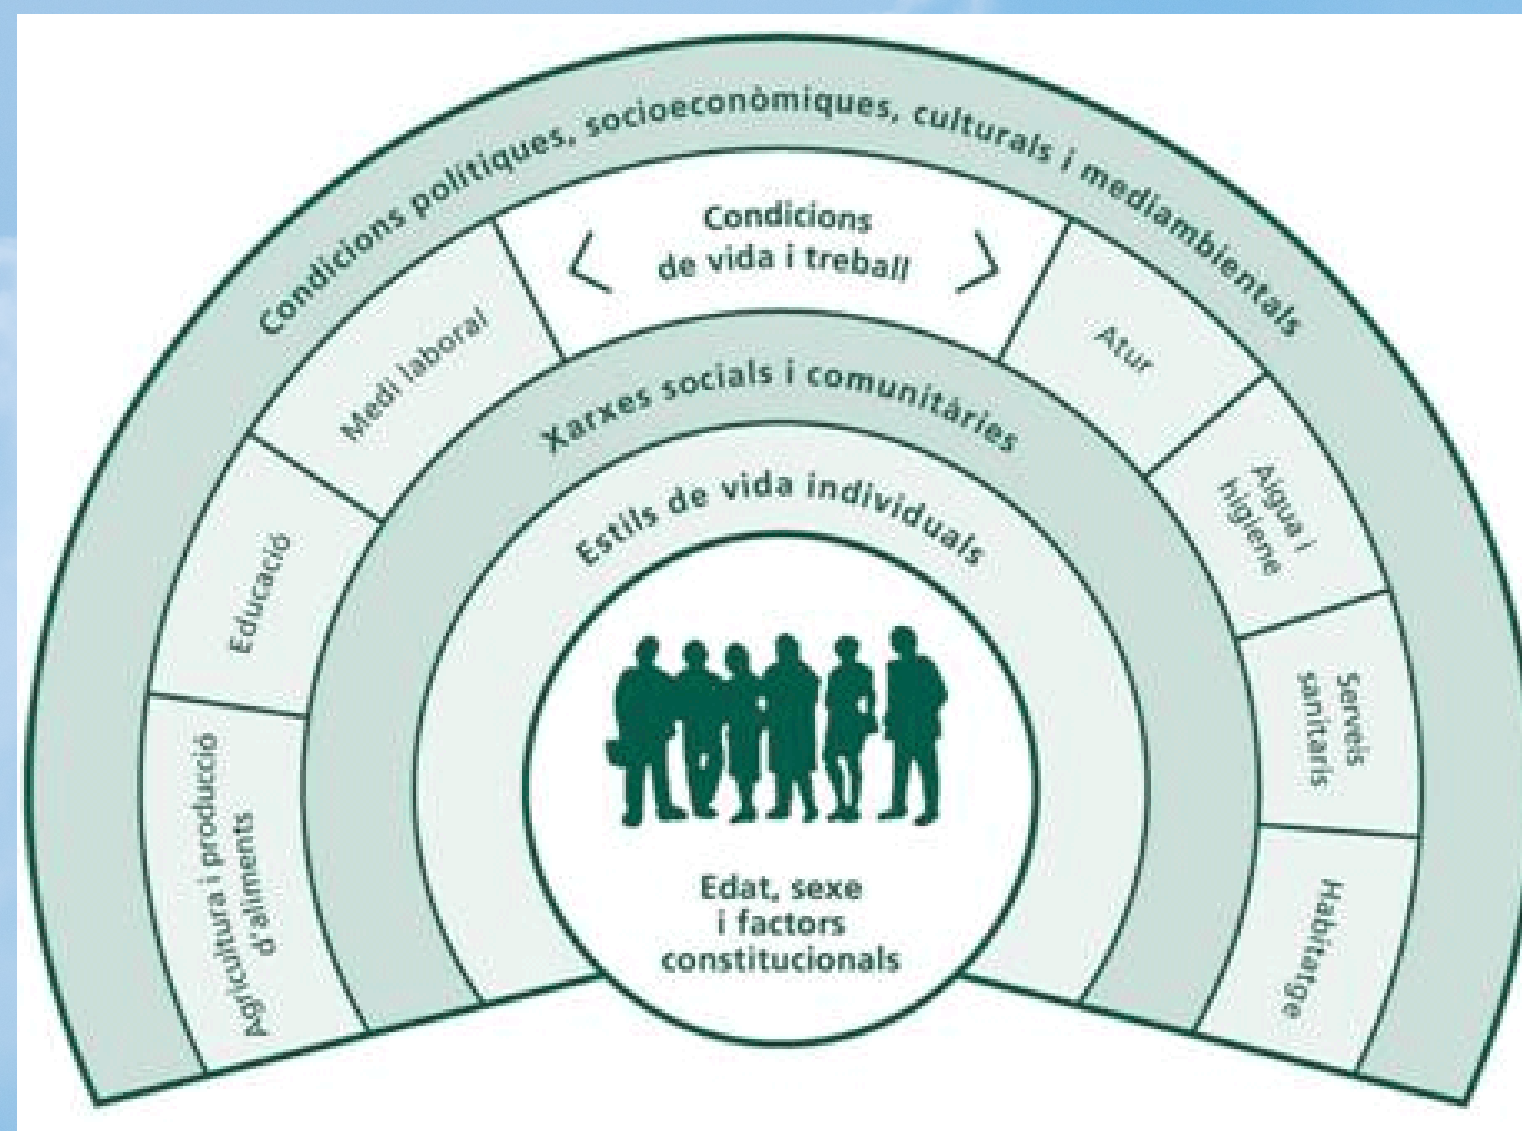 Condicions polítiques, socioeconòmiques, culturals i mediambientals
Condicions
de vida i treball
Medi laboral
Educació
Agricultura i producció
d'aliments
Atur
Aigua i
higiene
Serveis
sanitaris
Habitatge
Xarxes socials i comunitàries
Estils de vida individuals
Edat, sexe
i factors
constitucionals